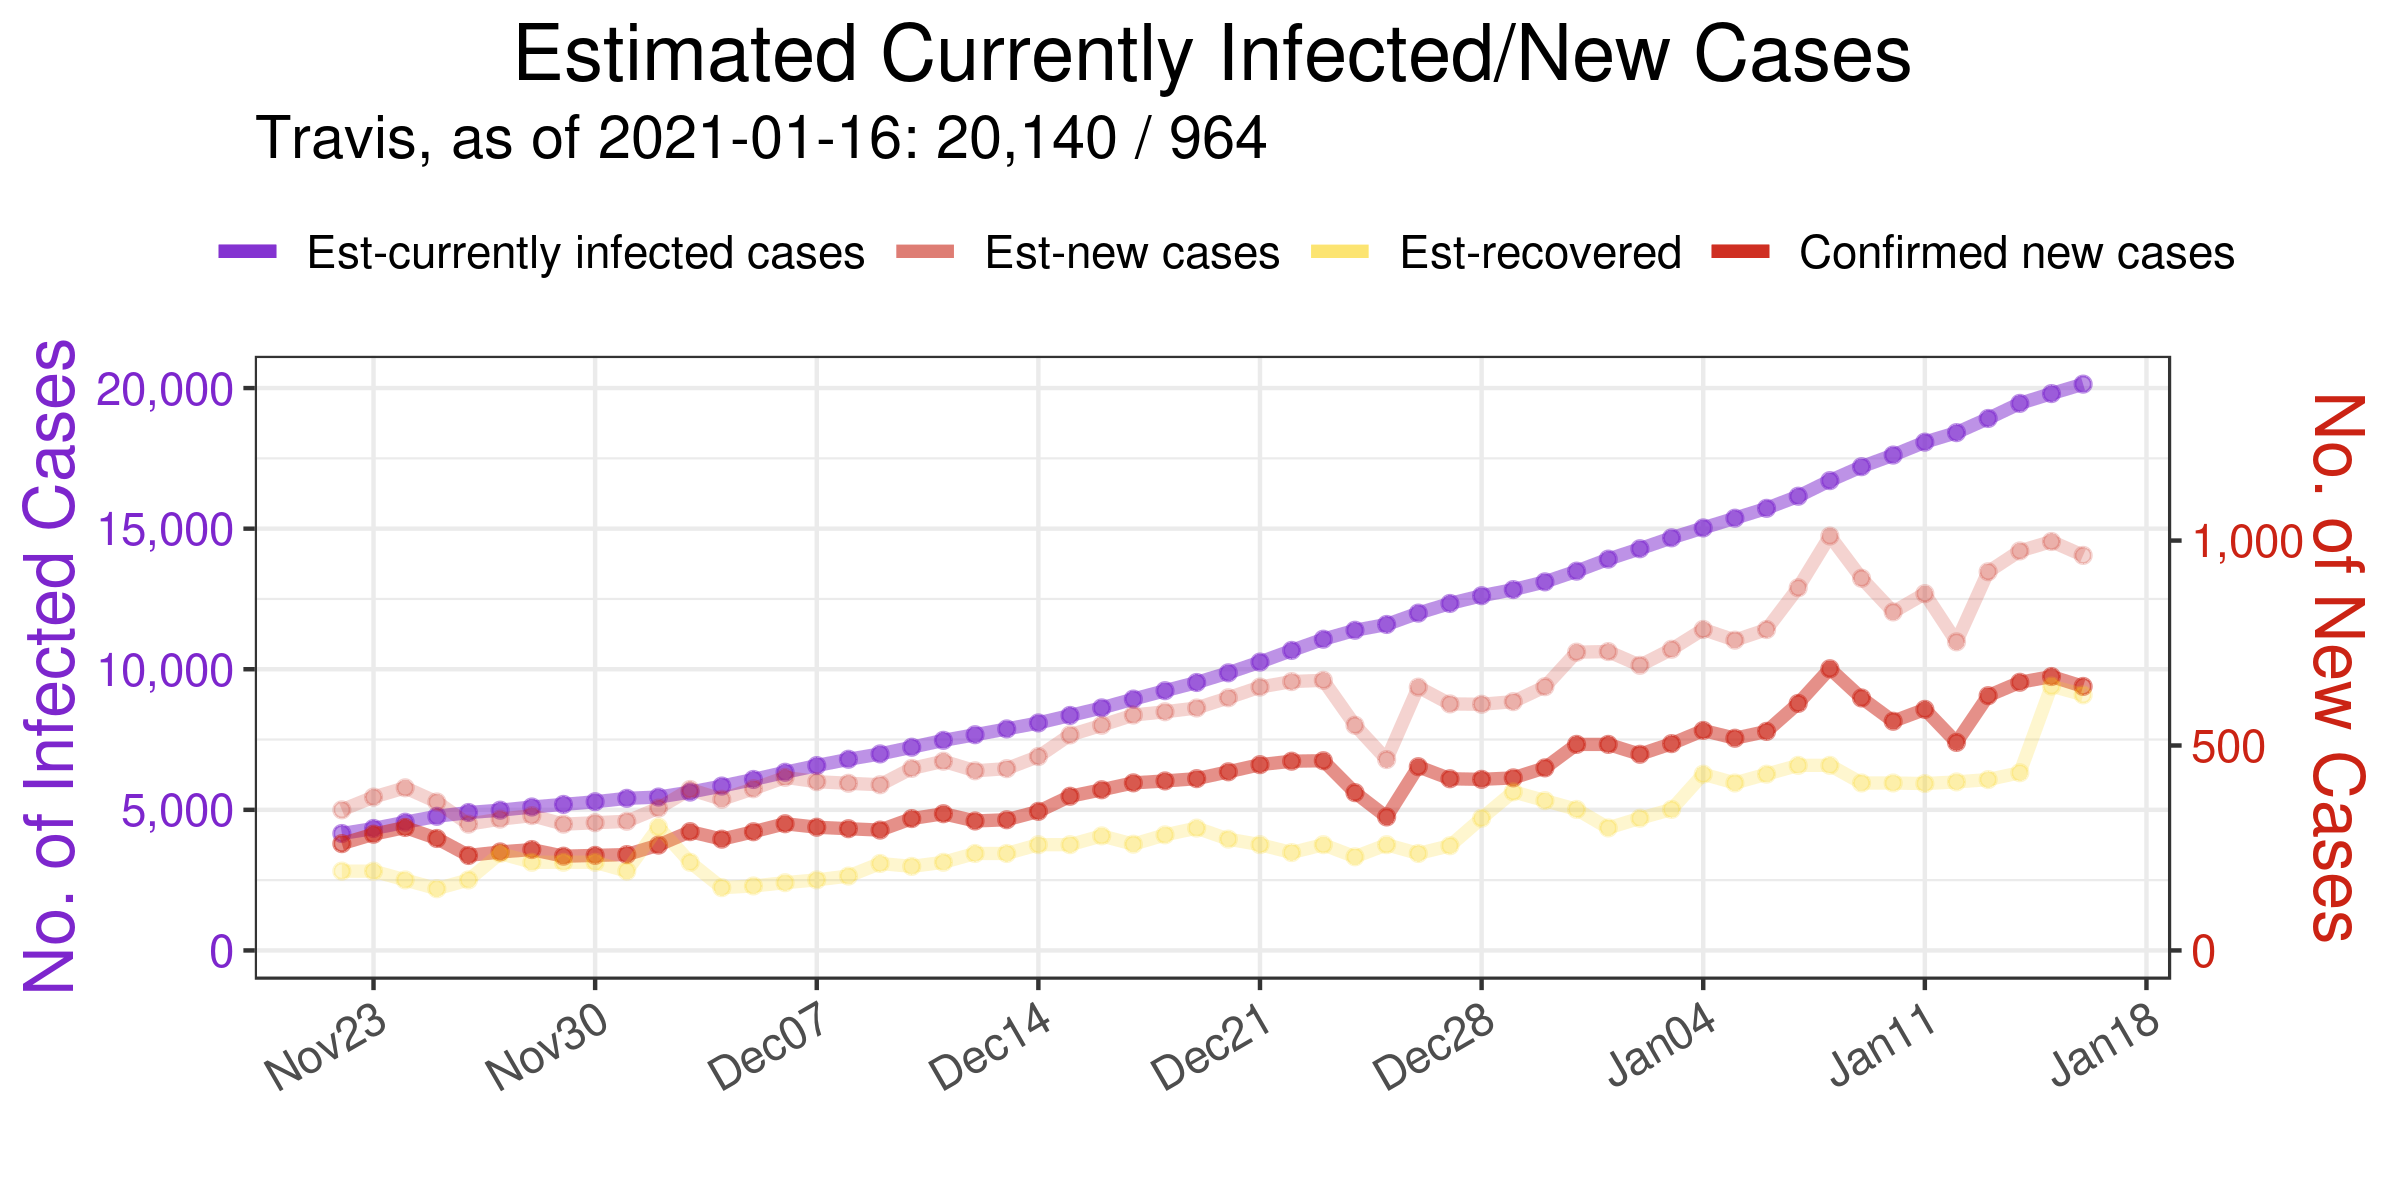 Estimated Currently Infected/New Cases
Travis, as of 2021-01-16: 20,140 / 964
Est-currently infected cases Est-new cases Est-recovered Confirmed new cases
No. of Infected Cases
20,000
15,000
10,000
5,000
0
1,000
500
0
No. of New Cases
Nov23 Nov30 Dec07 Dec14 Dec21 Dec28 Jan04 Jan11 Jan18